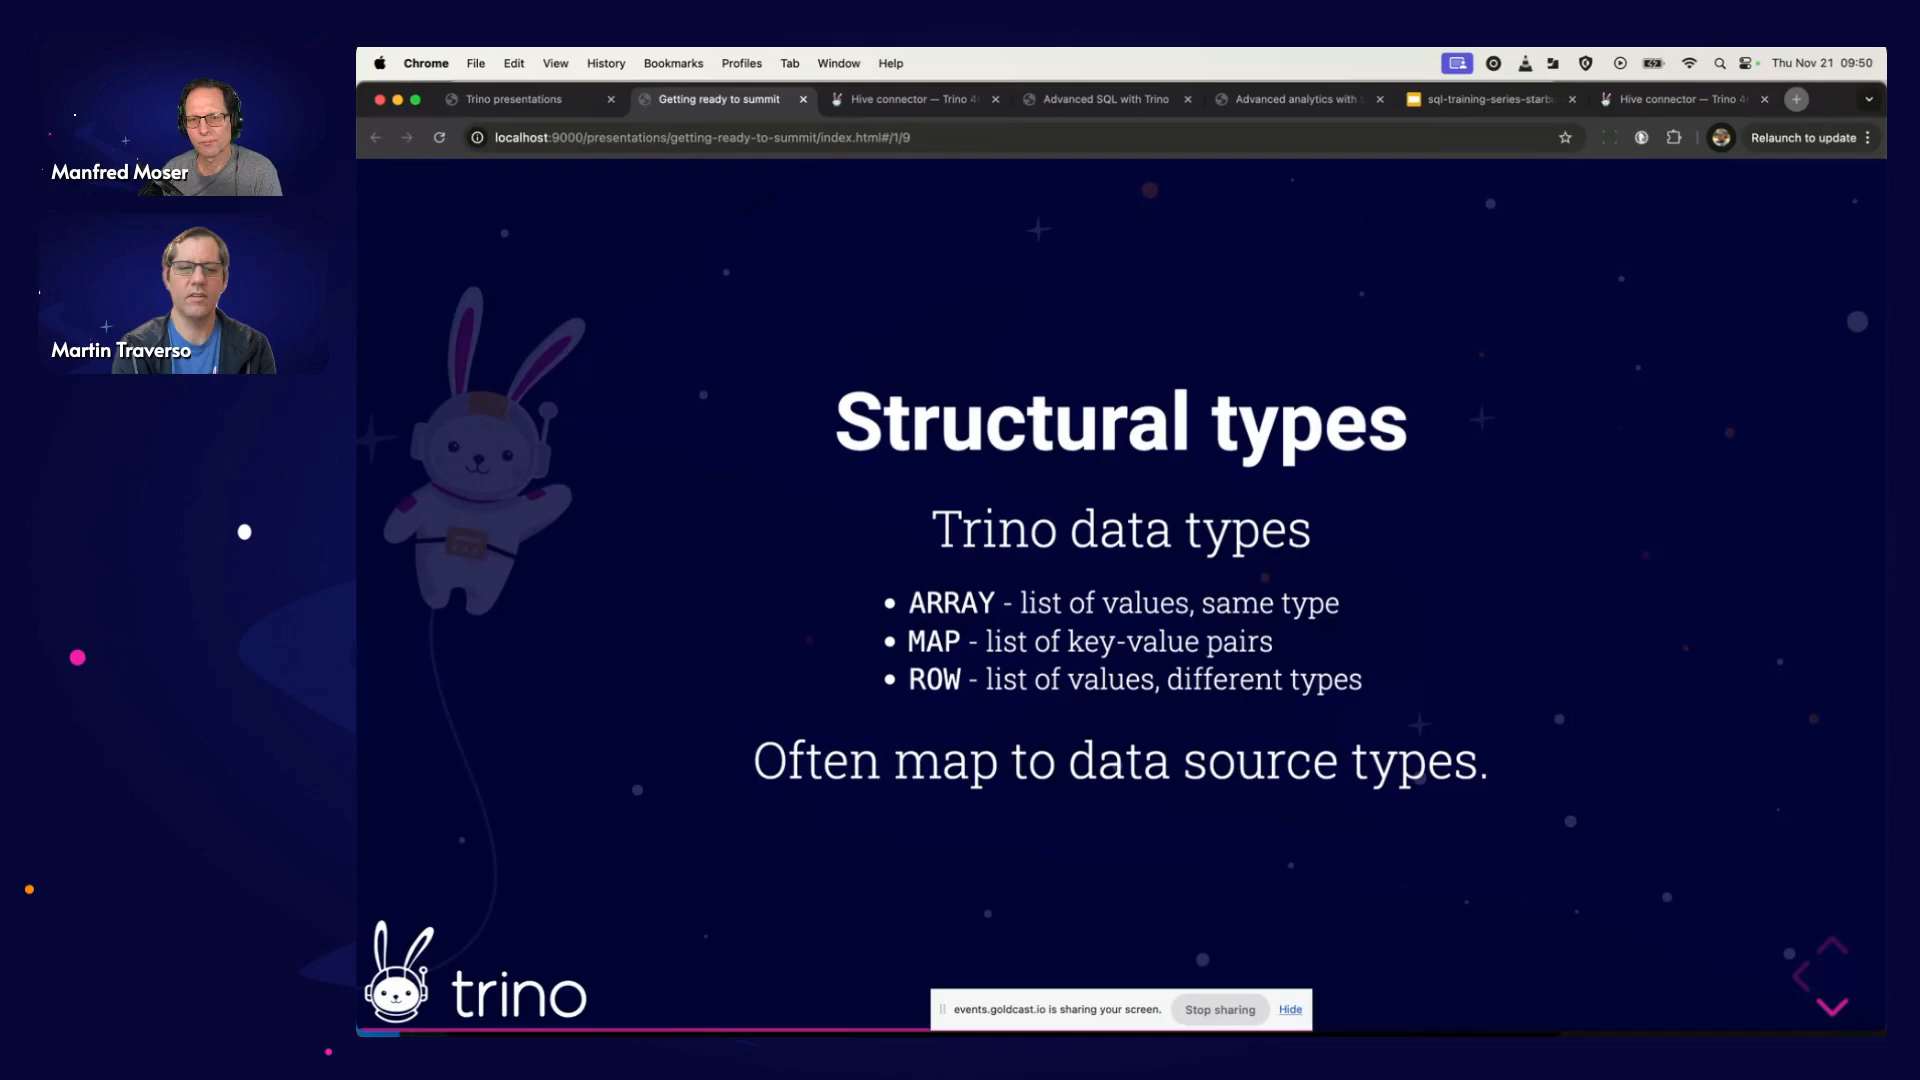 Manfred Moser
Martin Traverso
Chrome File Edit View History Bookmarks Profiles Tab Window Help
Thu Nov 21 09:50
Trino presentations
Getting ready to summit
Hive connector — Trino 4
Advanced SQL with Trino
Advanced analytics with
sql-training-series-starb
Hive connector — Trino 4
localhost:9000/presentations/getting-ready-to-summit/index.html#/1/9
Relaunch to update
Structural types
Trino data types
• ARRAY - list of values, same type
• MAP - list of key-value pairs
• ROW - list of values, different types
Often map to data source types.
trino
events.goldcast.io is sharing your screen.
Stop sharing
Hide